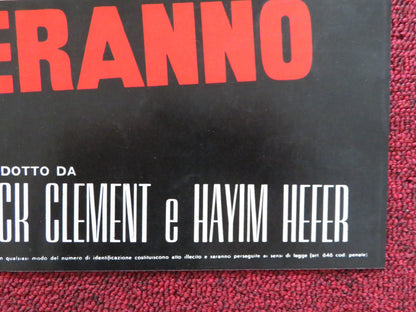 ERANNO
DOTTO DA
CK CLEMENT e HAYIM HEFER
n qualsiasi modo del numero di identificazione costituiscono atto illecito e saranno perseguite ai sensi di legge (art. 646 cod. penale)